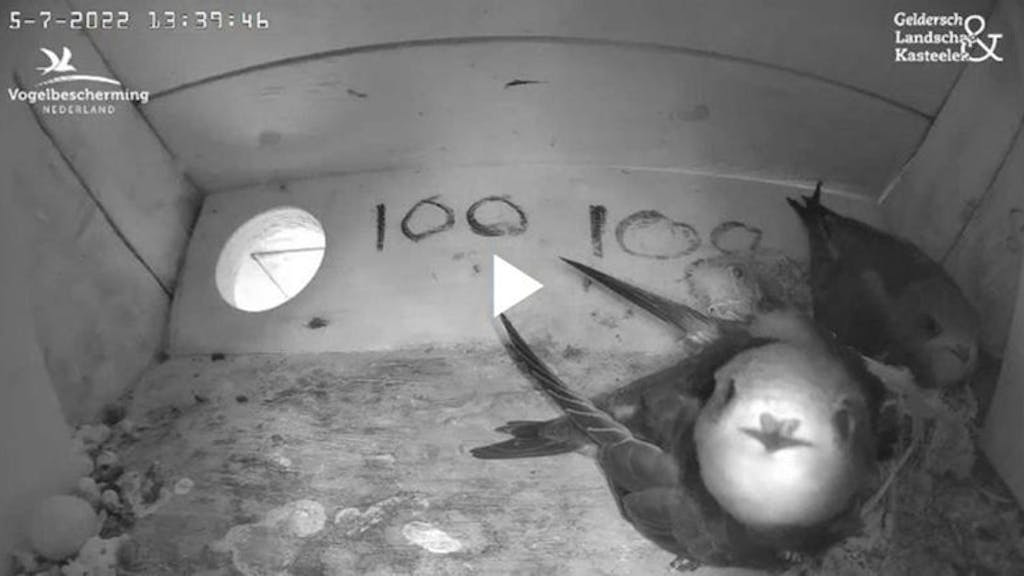 5-7-2022 13:39:46
Vogelbescherming
NEDERLAND
Geldersch
Landschap
& Kasteelen
100 100